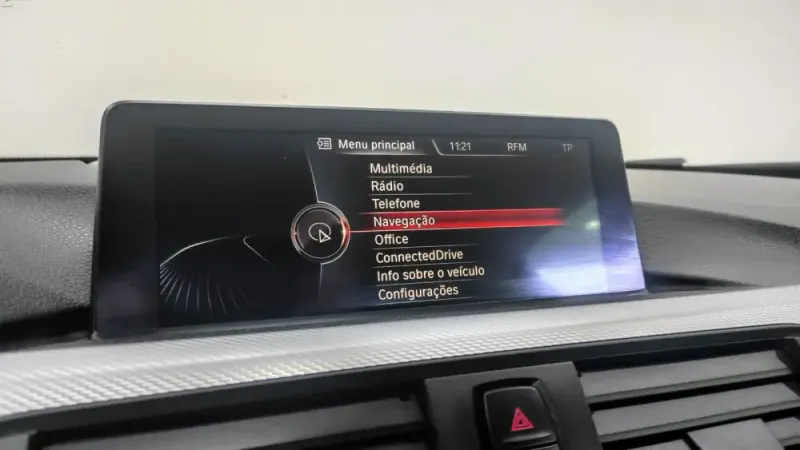 Menu principal 11:21 RFM TP
Multimédia
Rádio
Telefone
Navegação
Office
ConnectedDrive
Info sobre o veículo
Configurações